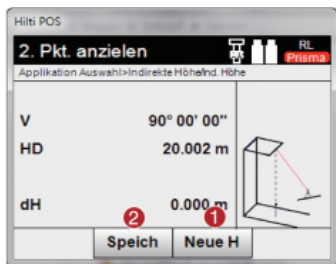 Hilti POS
2. Pkt. anzielen
RL
Prisma
Applikation Auswahl>Indirekte Höhe/Ind. Höhe
V 90° 00' 00"
HD 20.002 m
dH 0.000 m
2 1
Speich Neue H